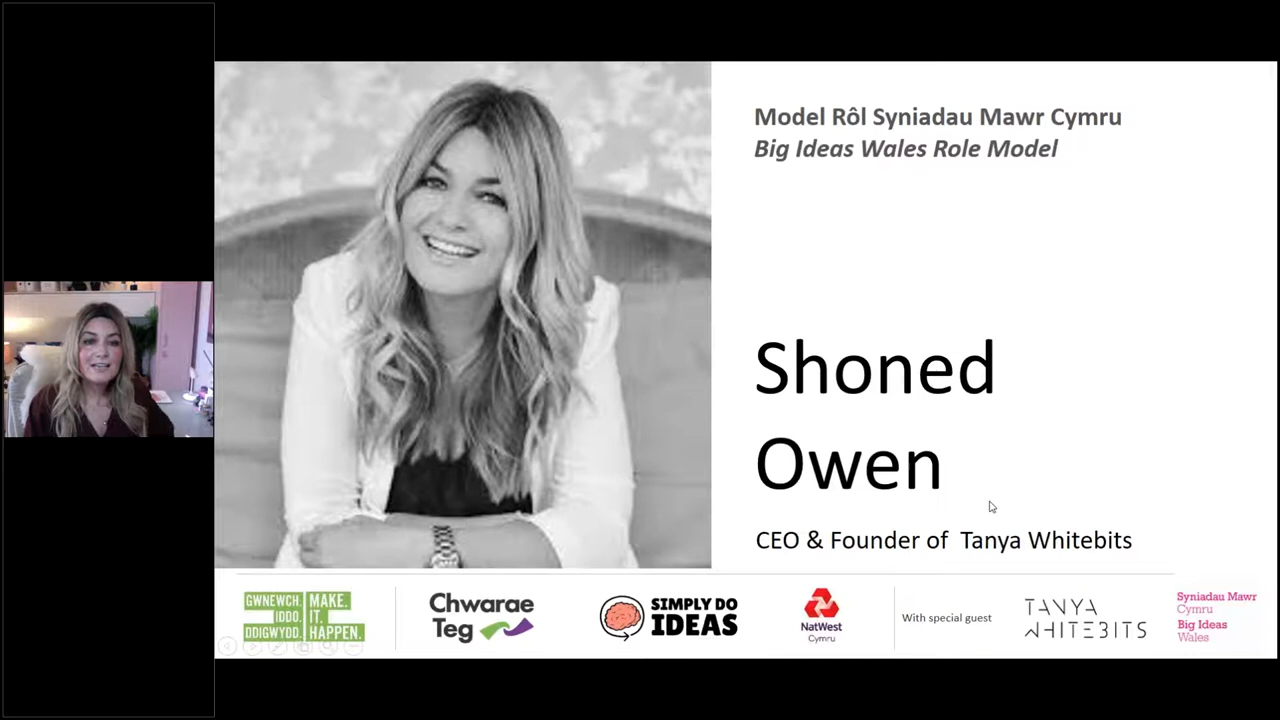 Model Rôl Syniadau Mawr Cymru
Big Ideas Wales Role Model
Shoned
Owen
CEO & Founder of Tanya Whitebits
GWNEWCH.
IDDO.
DDIGWYDD.
MAKE.
IT.
HAPPEN.
Chwarae
Teg
SIMPLY DO
IDEAS
NatWest
Cymru
With special guest
TANYA
WHITEBITS
Syniadau Mawr
Cymru
Big Ideas
Wales